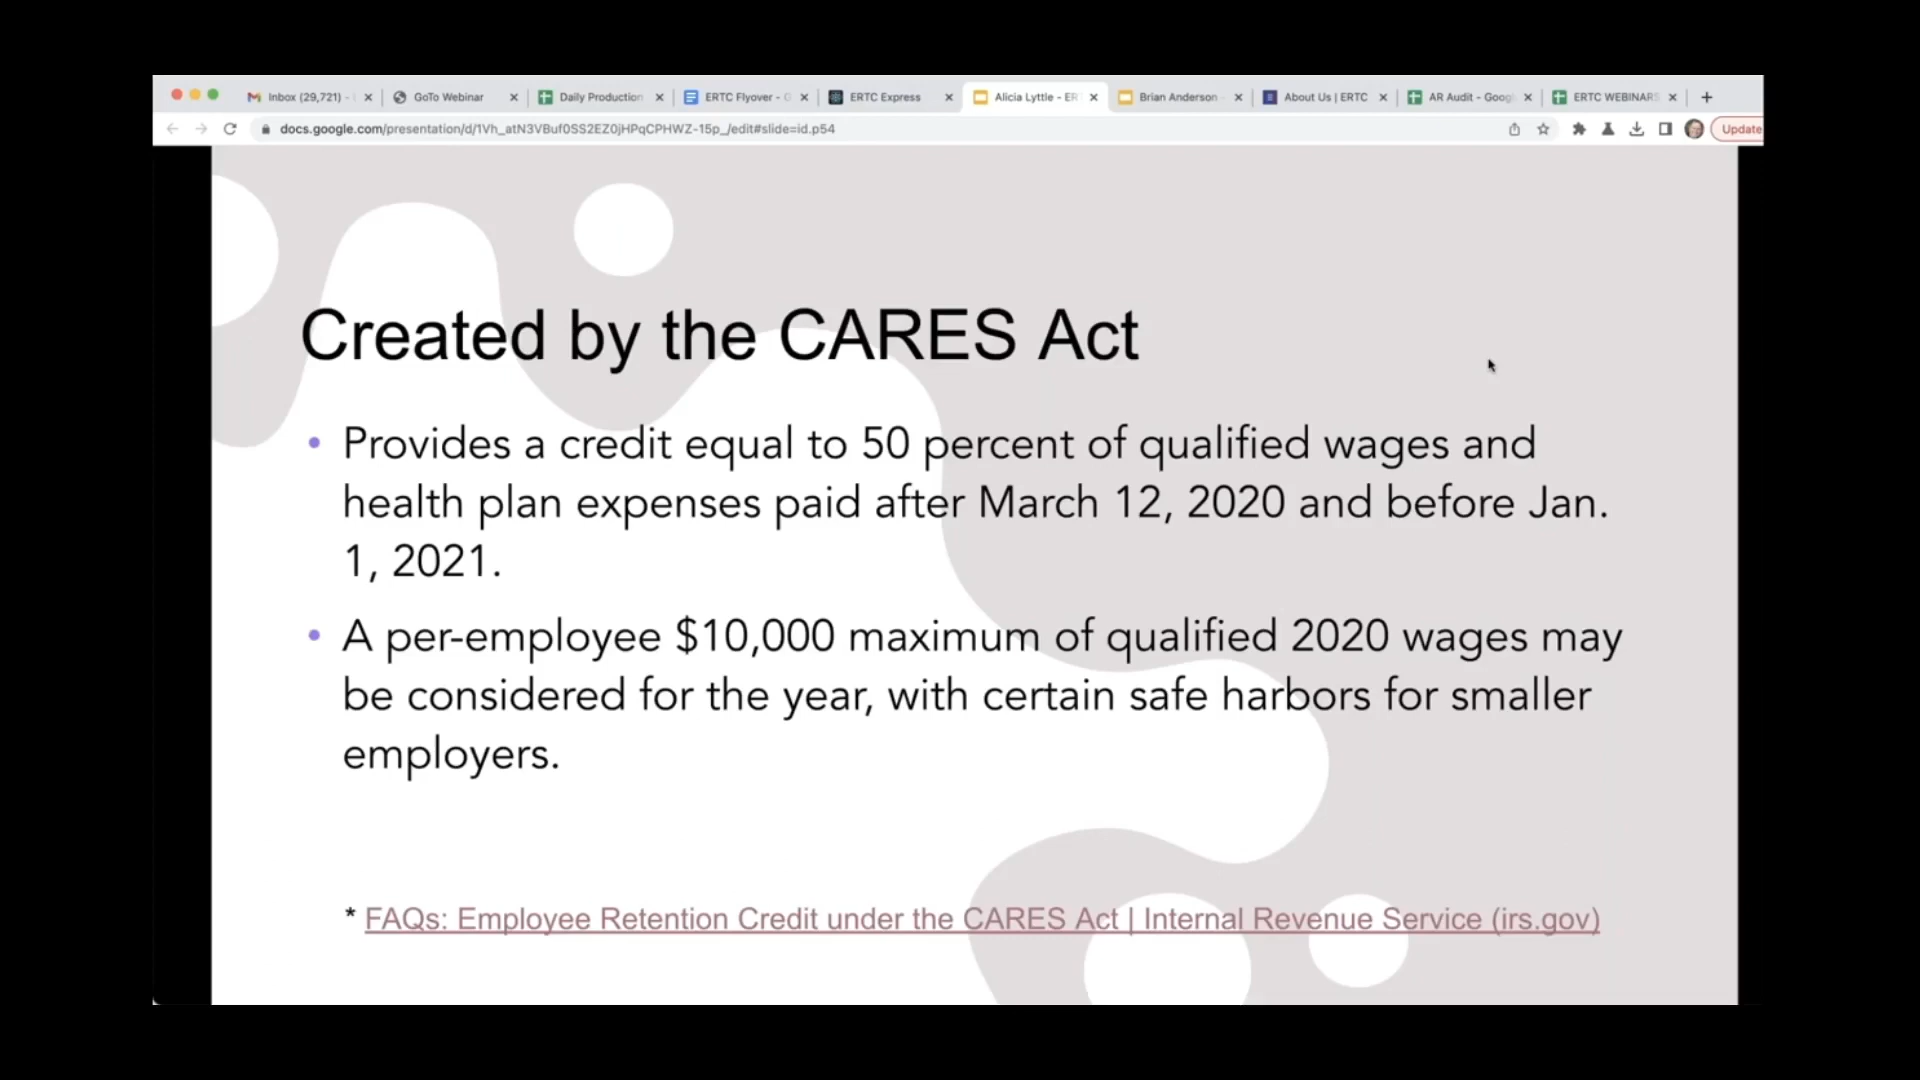 Inbox (29,721) -
GoTo Webinar
Daily Production
ERTC Flyover -
ERTC Express
Alicia Lyttle - ER
Brian Anderson -
About Us | ERTC
AR Audit - Goog
ERTC WEBINARS
docs.google.com/presentation/d/1Vh_atN3VBuf0SS2EZ0jHPqCPHWZ-15p_/edit#slide=id.p54
Update
Created by the CARES Act
• Provides a credit equal to 50 percent of qualified wages and
health plan expenses paid after March 12, 2020 and before Jan.
1, 2021.
• A per-employee $10,000 maximum of qualified 2020 wages may
be considered for the year, with certain safe harbors for smaller
employers.
* FAQs: Employee Retention Credit under the CARES Act | Internal Revenue Service (irs.gov)